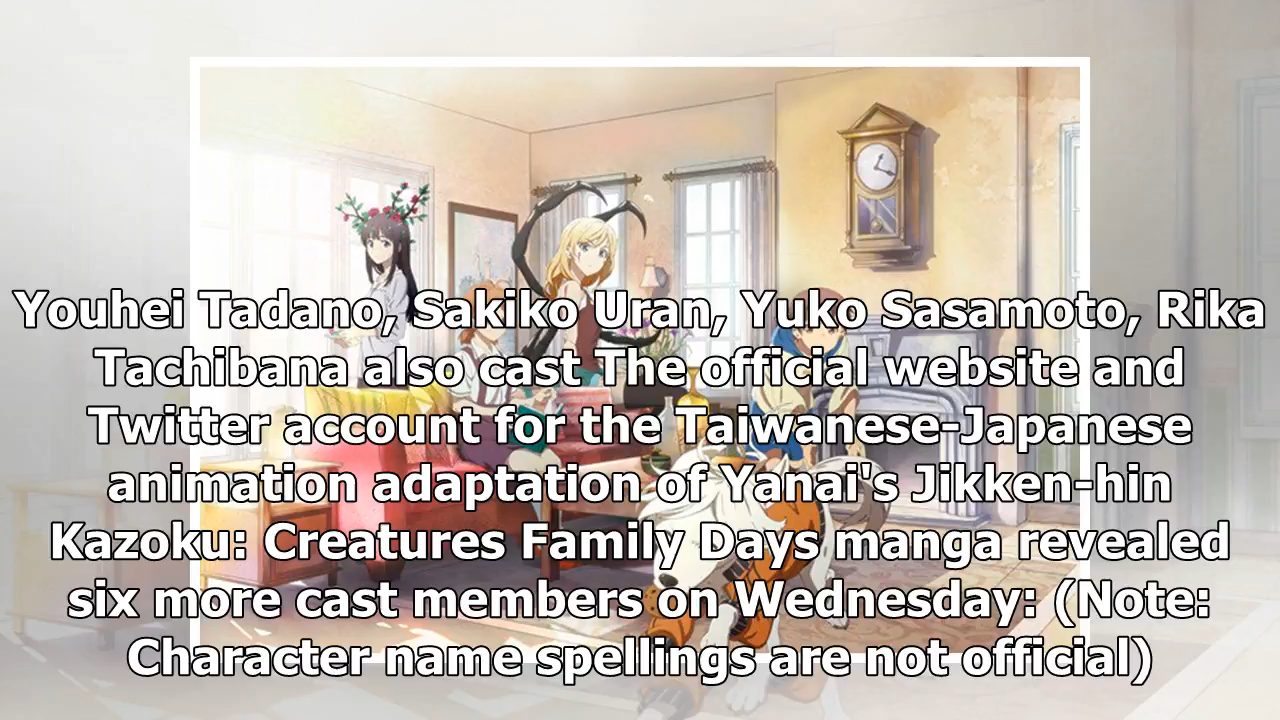 Youhei Tadano, Sakiko Uran, Yuko Sasamoto, Rika
Tachibana also cast The official website and
Twitter account for the Taiwanese-Japanese
animation adaptation of Yanai's Jikken-hin
Kazoku: Creatures Family Days manga revealed
six more cast members on Wednesday: (Note:
Character name spellings are not official)